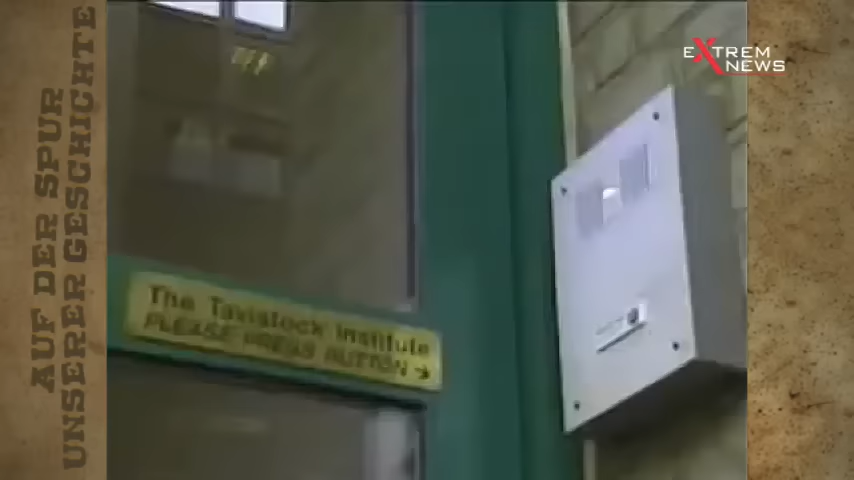 AUF DER SPUR
UNSERER GESCHICHTE
EXTREM
NEWS
The Tavistock Institute
PLEASE PRESS BUTTON →